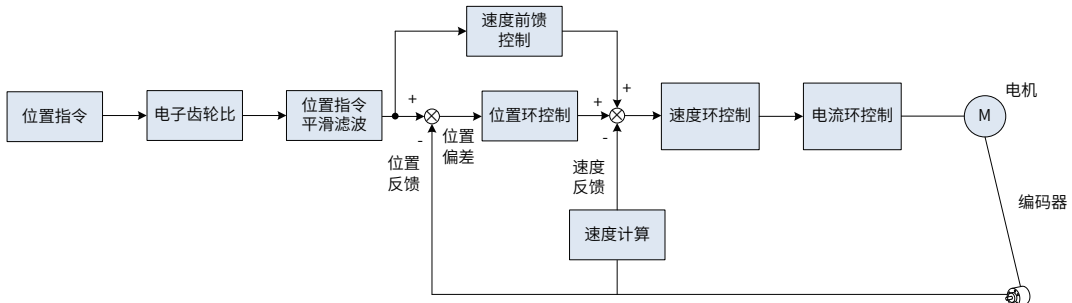 速度前馈
控制
+
位置指令
电子齿轮比
位置指令
平滑滤波
+
-
位置
偏差
位置
反馈
位置环控制
+
+
-
速度
反馈
速度环控制
电流环控制
M
电机
编码器
速度计算